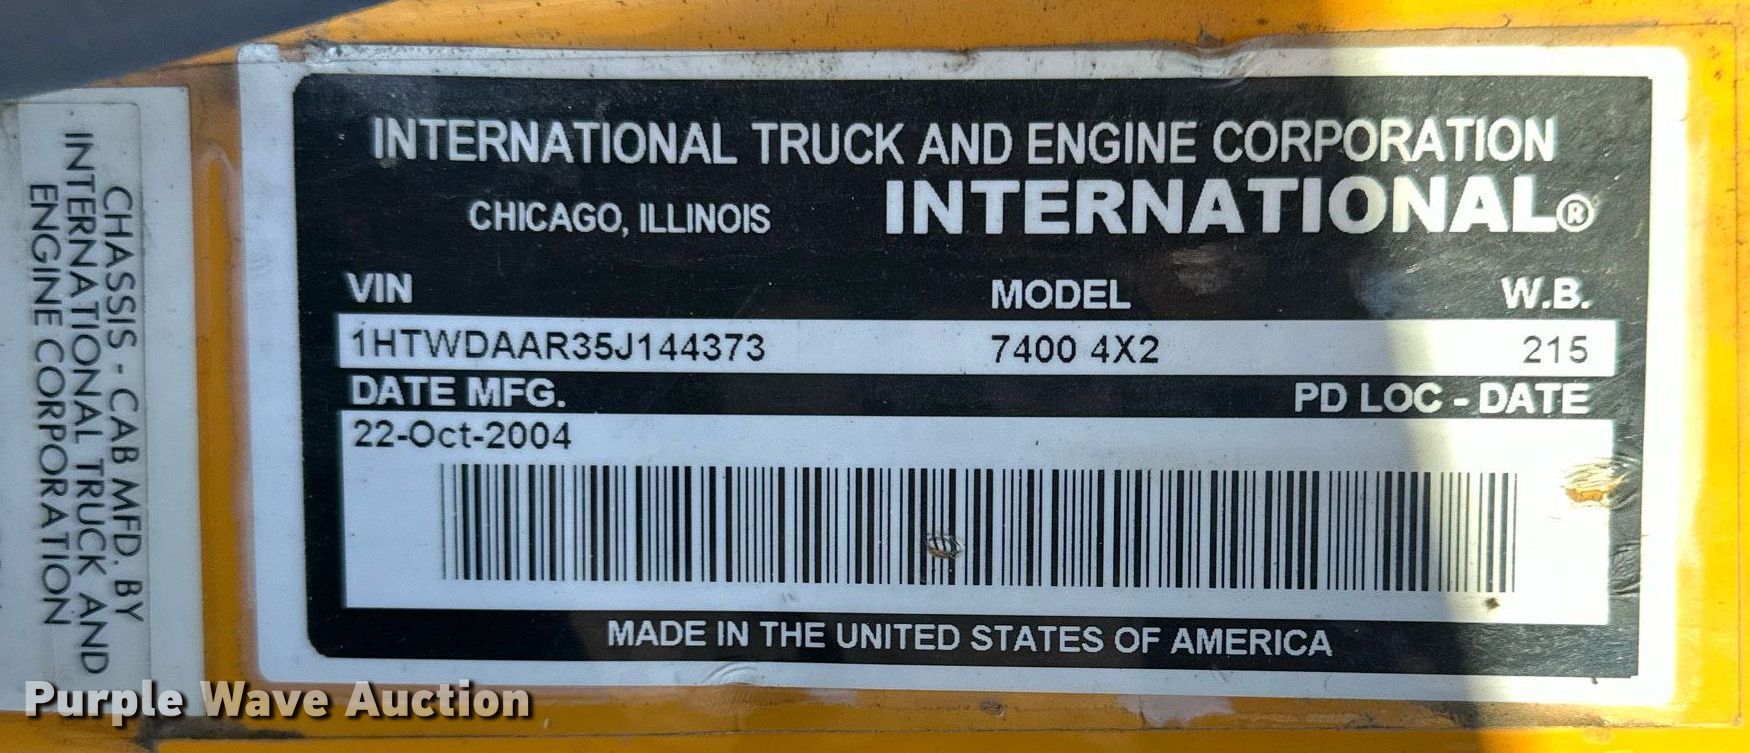 CHASSIS - CAB MFD. BY
INTERNATIONAL TRUCK AND
ENGINE CORPORATION
INTERNATIONAL TRUCK AND ENGINE CORPORATION
CHICAGO, ILLINOIS INTERNATIONAL®
VIN MODEL W.B.
1HTWDAAR35J144373 7400 4X2 215
DATE MFG. PD LOC - DATE
22-Oct-2004
MADE IN THE UNITED STATES OF AMERICA
Purple Wave Auction